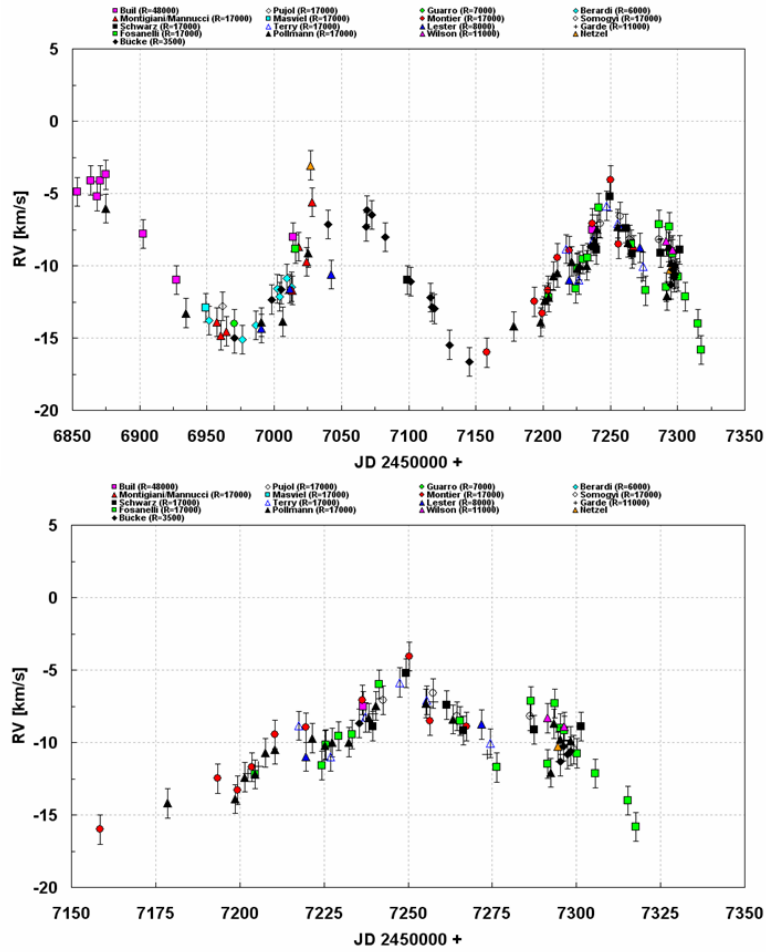 Buil (R=48000) Pujol (R=17000) Guarro (R=7000) Berardi (R=6000)
Montigiani/Mannucci (R=17000) Masviel (R=17000) Montier (R=17000) Somogyi (R=17000)
Schwarz (R=17000) Terry (R=17000) Lester (R=8000) Garde (R=11000)
Fosanelli (R=17000) Pollmann (R=17000) Wilson (R=11000) Netzel
Bücke (R=3500)
5
0
-5
-10
-15
-20
RV [km/s]
6850 6900 6950 7000 7050 7100 7150 7200 7250 7300 7350
JD 2450000 +
Buil (R=48000) Pujol (R=17000) Guarro (R=7000) Berardi (R=6000)
Montigiani/Mannucci (R=17000) Masviel (R=17000) Montier (R=17000) Somogyi (R=17000)
Schwarz (R=17000) Terry (R=17000) Lester (R=8000) Garde (R=11000)
Fosanelli (R=17000) Pollmann (R=17000) Wilson (R=11000) Netzel
Bücke (R=3500)
5
0
-5
-10
-15
-20
RV [km/s]
7150 7175 7200 7225 7250 7275 7300 7325 7350
JD 2450000 +